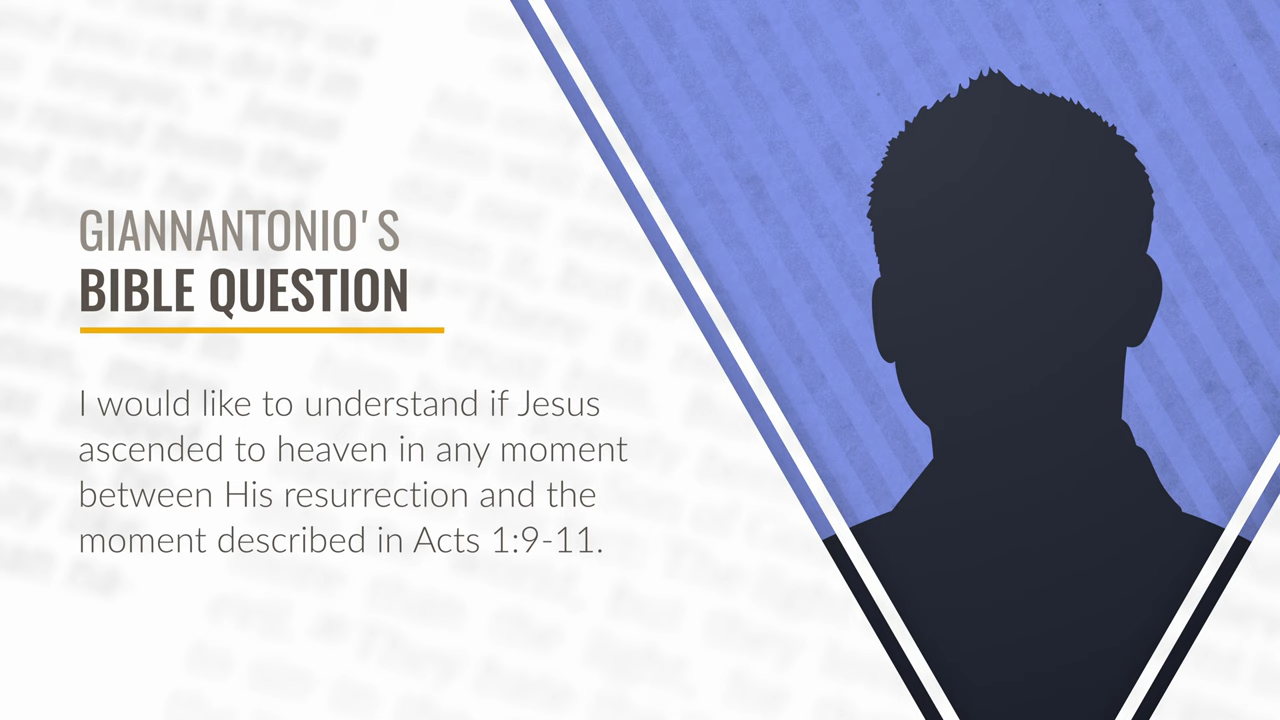 GIANNANTONIO'S
BIBLE QUESTION
I would like to understand if Jesus
ascended to heaven in any moment
between His resurrection and the
moment described in Acts 1:9-11.